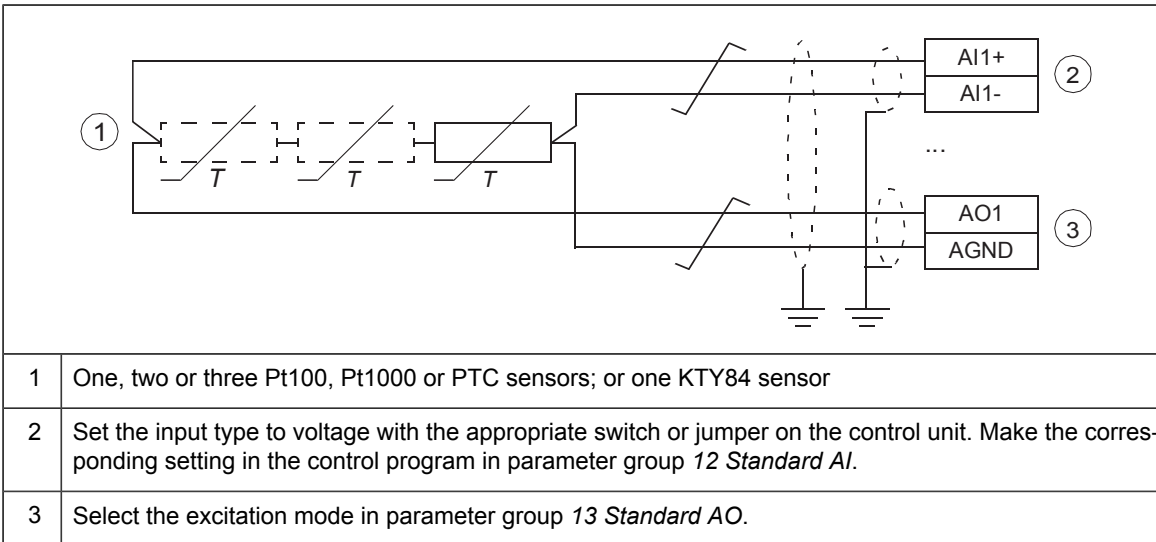 AI1+
AI1-
2
1
T
T
T
...
AO1
AGND
3
1 One, two or three Pt100, Pt1000 or PTC sensors; or one KTY84 sensor
2 Set the input type to voltage with the appropriate switch or jumper on the control unit. Make the corres-
ponding setting in the control program in parameter group 12 Standard AI.
3 Select the excitation mode in parameter group 13 Standard AO.